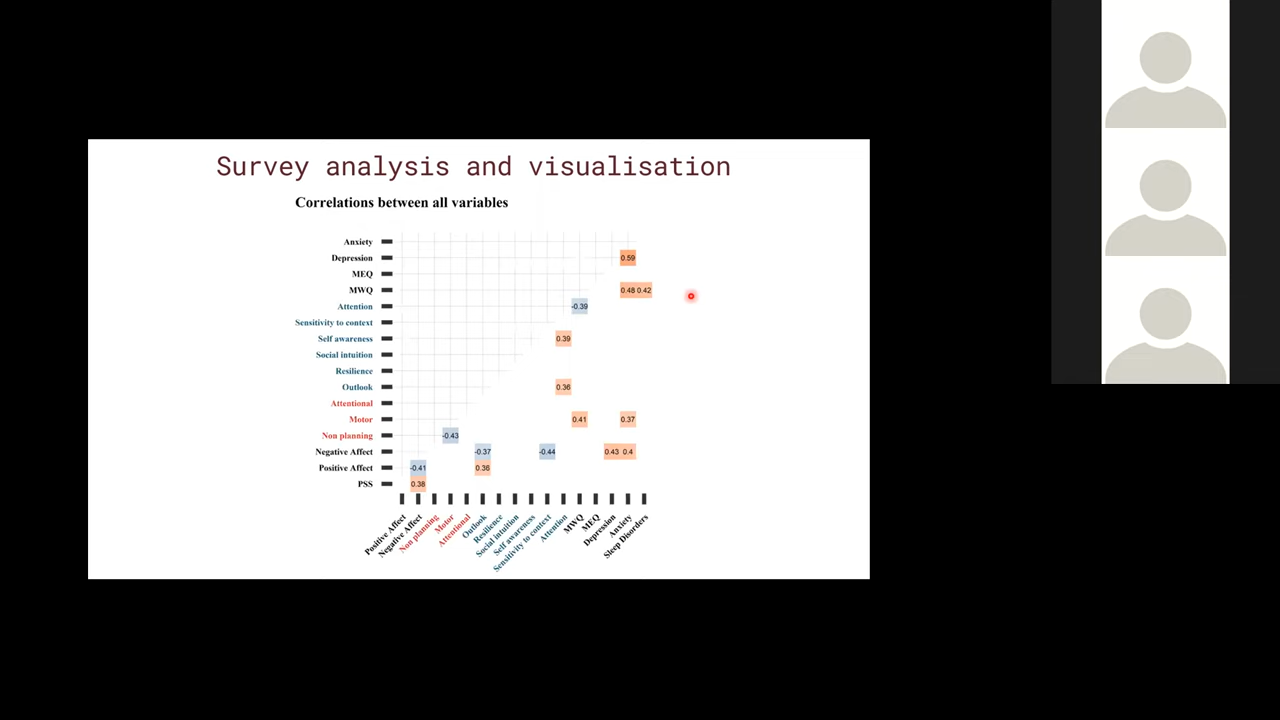 Survey analysis and visualisation
Correlations between all variables
Anxiety
Depression 0.59
MEQ
MWQ 0.48 0.42
Attention -0.39
Sensitivity to context
Self awareness 0.39
Social intuition
Resilience
Outlook 0.36
Attentional
Motor 0.41 0.37
Non planning -0.43
Negative Affect -0.37 -0.44 0.43 0.4
Positive Affect -0.41 0.36
PSS 0.38
Positive Affect
Negative Affect
Non planning
Motor
Attentional
Outlook
Resilience
Social intuition
Self awareness
Sensitivity to context
Attention
MWQ
MEQ
Depression
Anxiety
Sleep Disorders